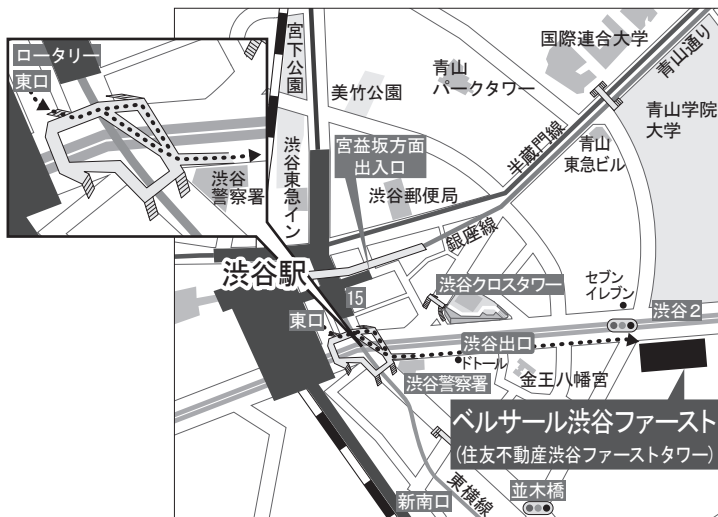 ロータリー
東口
渋谷
警察署
宮下公園
美竹公園
青山
パークタワー
国際連合大学
青山通り
青山学院
大学
渋谷東急イン
宮益坂方面
出入口
渋谷郵便局
半蔵門線
青山
東急ビル
銀座線
渋谷駅
15
東口
渋谷クロスタワー
セブン
イレブン
渋谷2
渋谷出口
ドトール
渋谷警察署
金王八幡宮
ベルサール渋谷ファースト
(住友不動産渋谷ファーストタワー)
東横線
新南口
並木橋